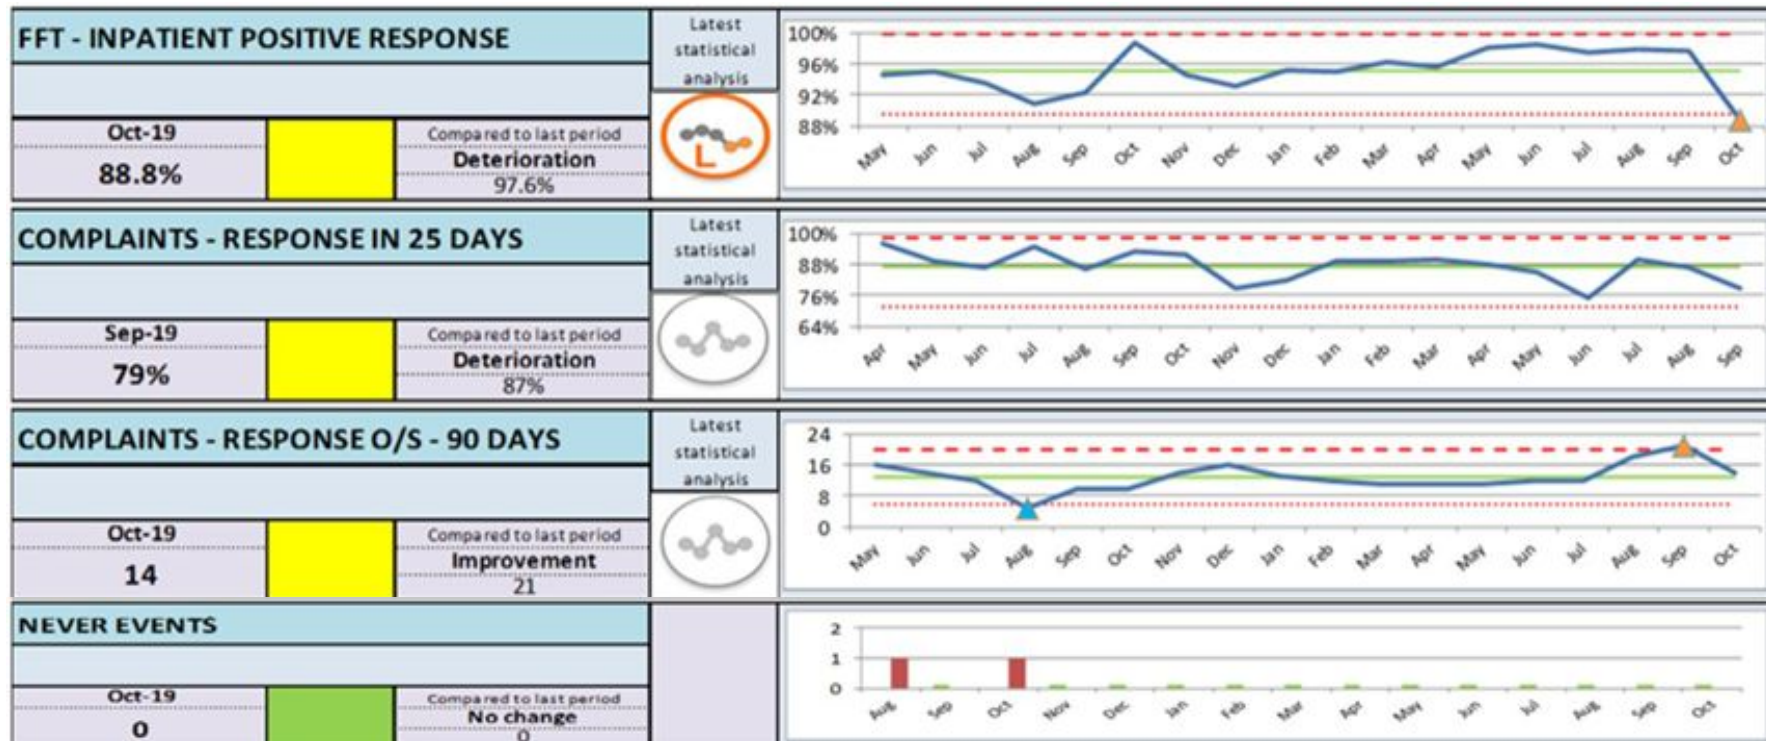 FFT - INPATIENT POSITIVE RESPONSE
Latest
statistical
analysis
Oct-19
88.8%
Compared to last period
Deterioration
97.6%
L
100%
96%
92%
88%
May Jun Jul Aug Sep Oct Nov Dec Jan Feb Mar Apr May Jun Jul Aug Sep Oct
COMPLAINTS - RESPONSE IN 25 DAYS
Latest
statistical
analysis
Sep-19
79%
Compared to last period
Deterioration
87%
100%
88%
76%
64%
Apr May Jun Jul Aug Sep Oct Nov Dec Jan Feb Mar Apr May Jun Jul Aug Sep
COMPLAINTS - RESPONSE O/S - 90 DAYS
Latest
statistical
analysis
Oct-19
14
Compared to last period
Improvement
21
24
16
8
0
May Jun Jul Aug Sep Oct Nov Dec Jan Feb Mar Apr May Jun Jul Aug Sep Oct
NEVER EVENTS
Oct-19
0
Compared to last period
No change
0
2
1
0
Aug Sep Oct Nov Dec Jan Feb Mar Apr May Jun Jul Aug Sep Oct